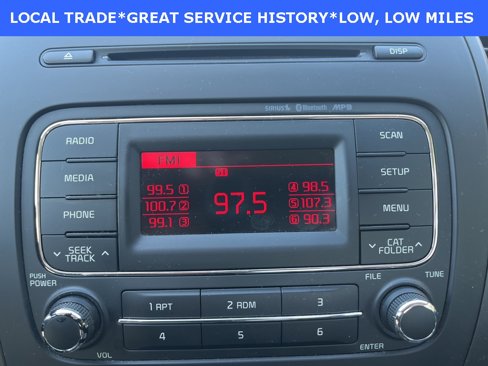 LOCAL TRADE*GREAT SERVICE HISTORY*LOW, LOW MILES
DISP
SIRIUS Bluetooth MP3
RADIO
SCAN
FM1
MEDIA
SETUP
99.5 ① ④ 98.5
100.7 ② 97.5 ⑤ 107.3
99.1 ③ ⑥ 90.3
PHONE
MENU
SEEK
TRACK
CAT
FOLDER
PUSH
POWER
FILE
TUNE
1 RPT
2 RDM
3
4
5
6
VOL
ENTER